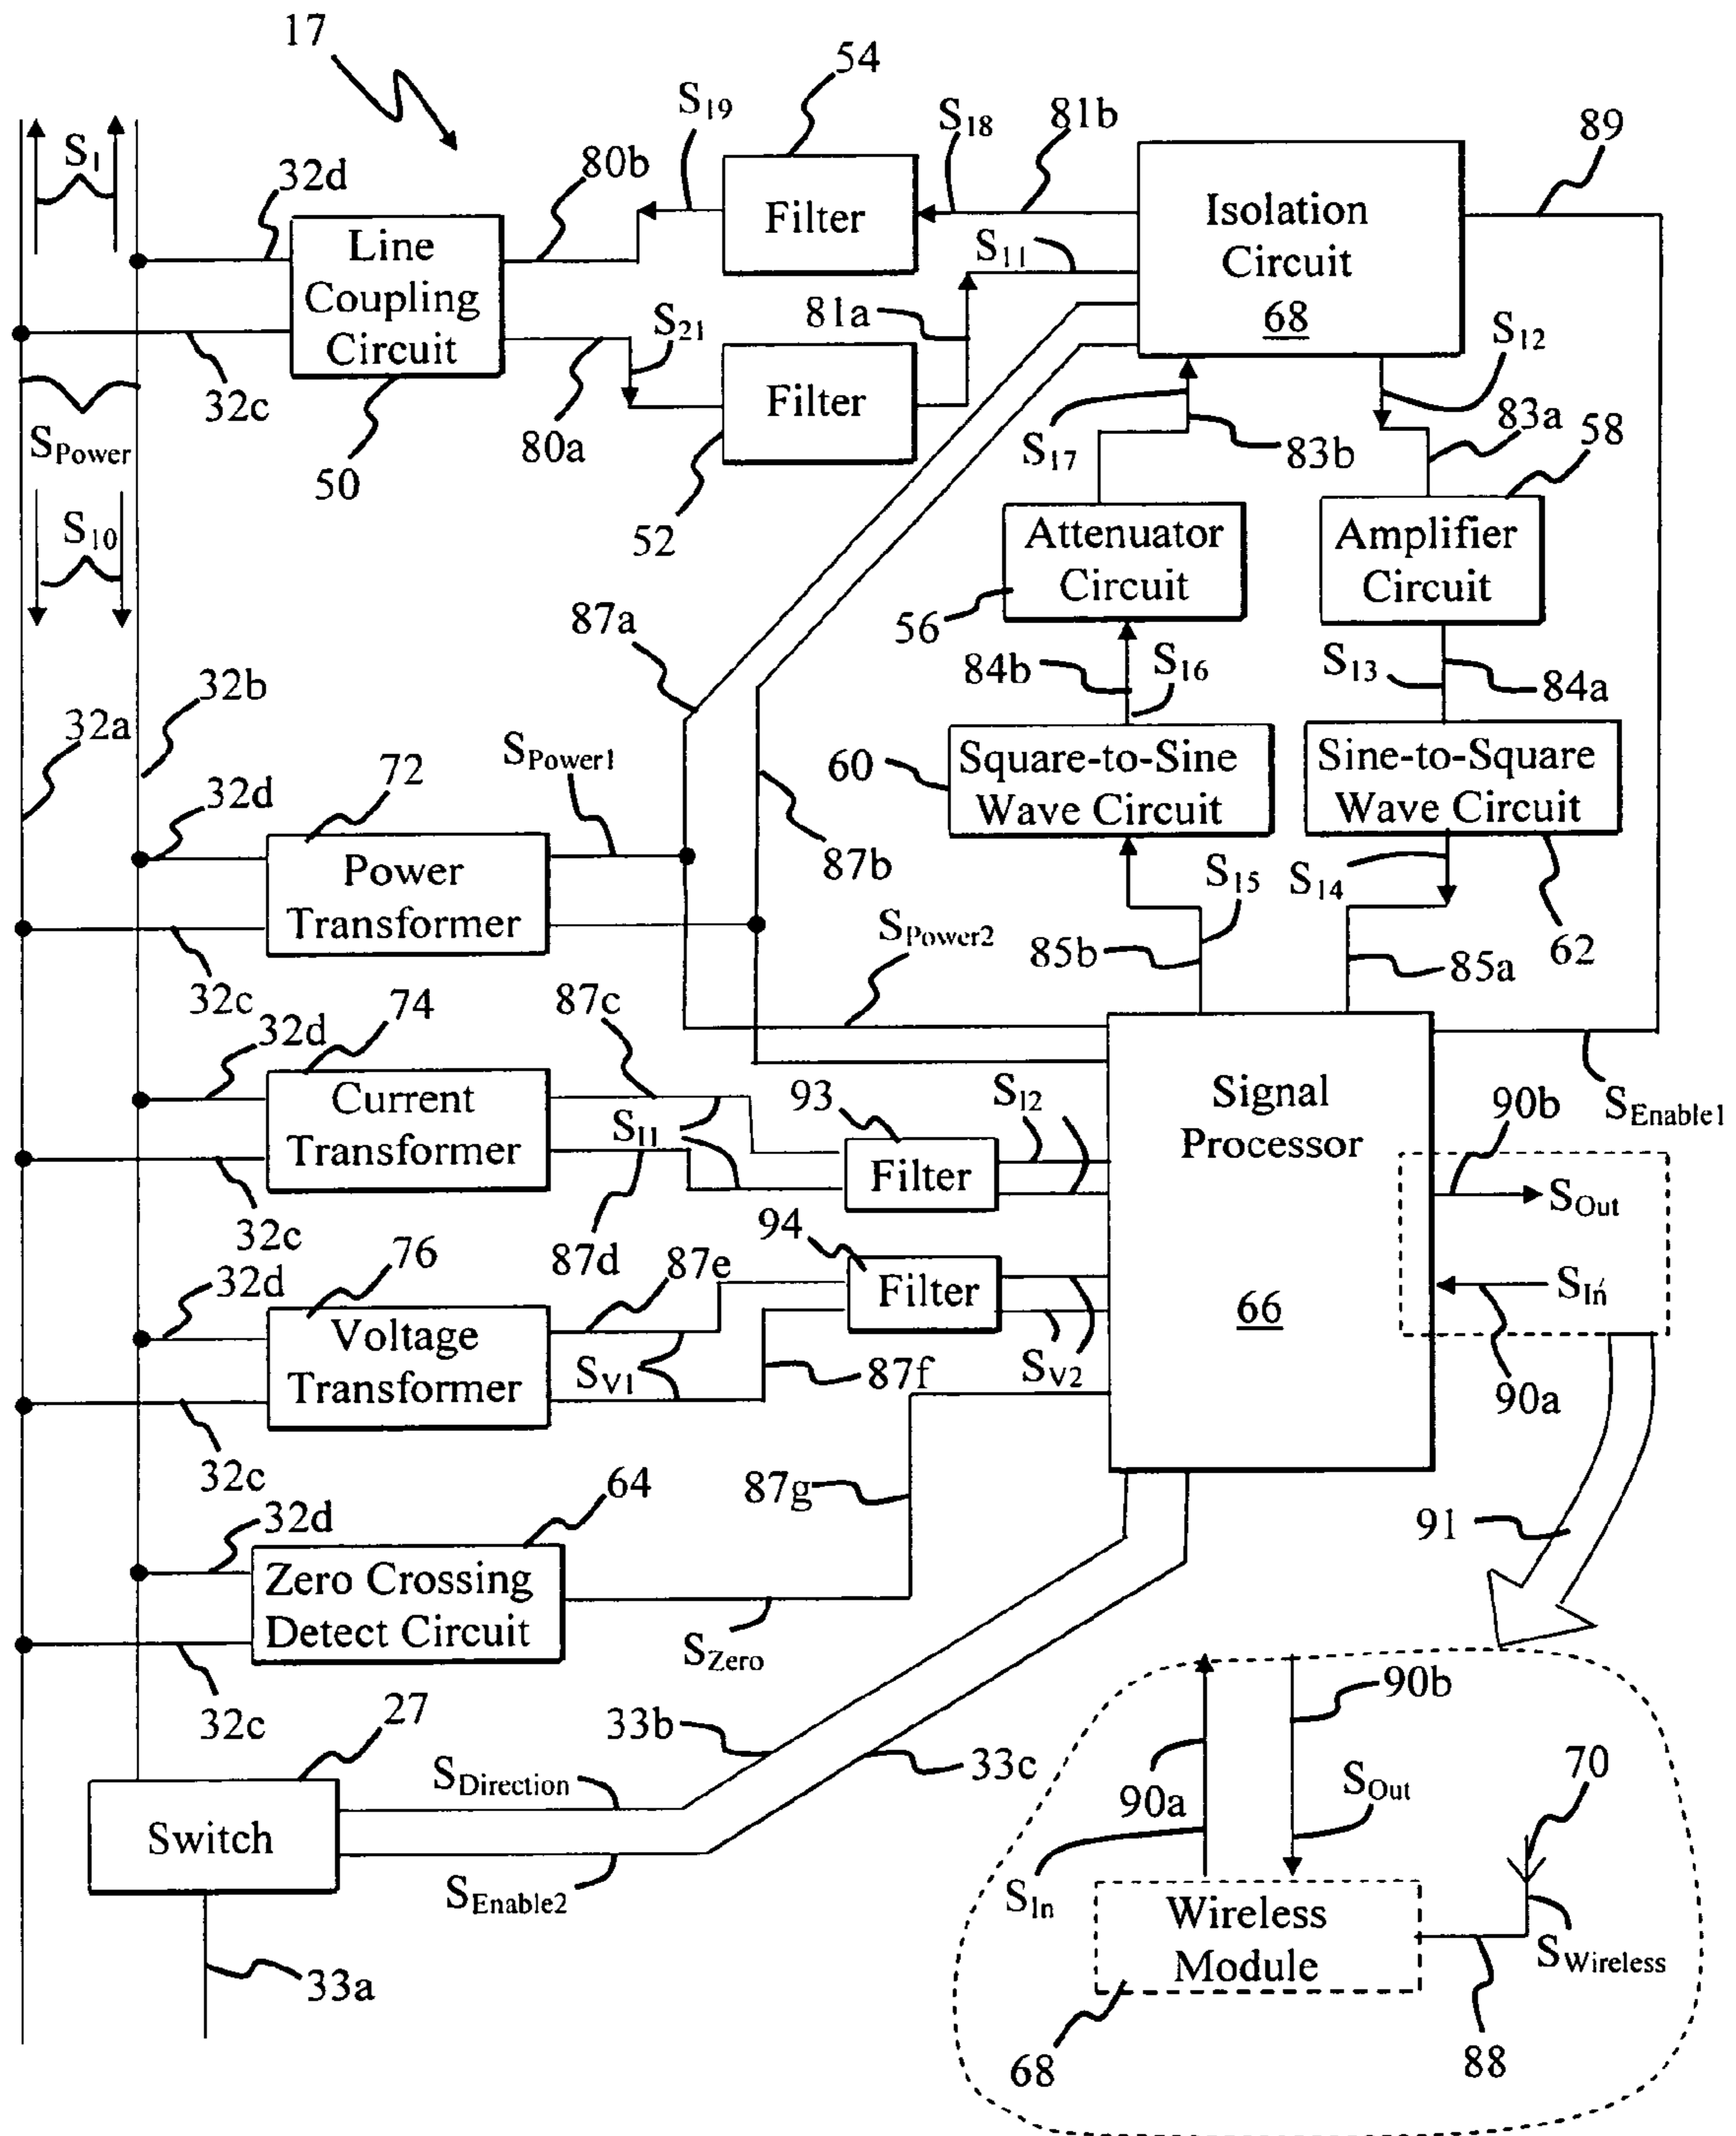 17
54
S19
S18
81b
89
S1
32d
80b
Filter
Isolation
Circuit
68
Line
Coupling
Circuit
S11
81a
S21
S12
32c
80a
Filter
SPower
50
52
S17
83b
83a
58
S10
Attenuator
Circuit
Amplifier
Circuit
56
87a
84b
S16
S13
84a
32a
32b
SPower1
72
32d
60
Square-to-Sine
Wave Circuit
Sine-to-Square
Wave Circuit
87b
Power
Transformer
S15
S14
SPower2
85b
85a
62
32c
74
87c
32d
Current
Transformer
SI1
93
SI2
Filter
Signal
Processor
66
90b
SEnable1
SOut
32c
76
87d
87e
94
32d
Filter
SIn
Voltage
Transformer
SV1
87f
SV2
90a
32c
64
87g
91
32d
Zero Crossing
Detect Circuit
SZero
32c
27
33b
33c
90b
SDirection
90a
SOut
70
Switch
SEnable2
SIn
Wireless
Module
SWireless
33a
68
88